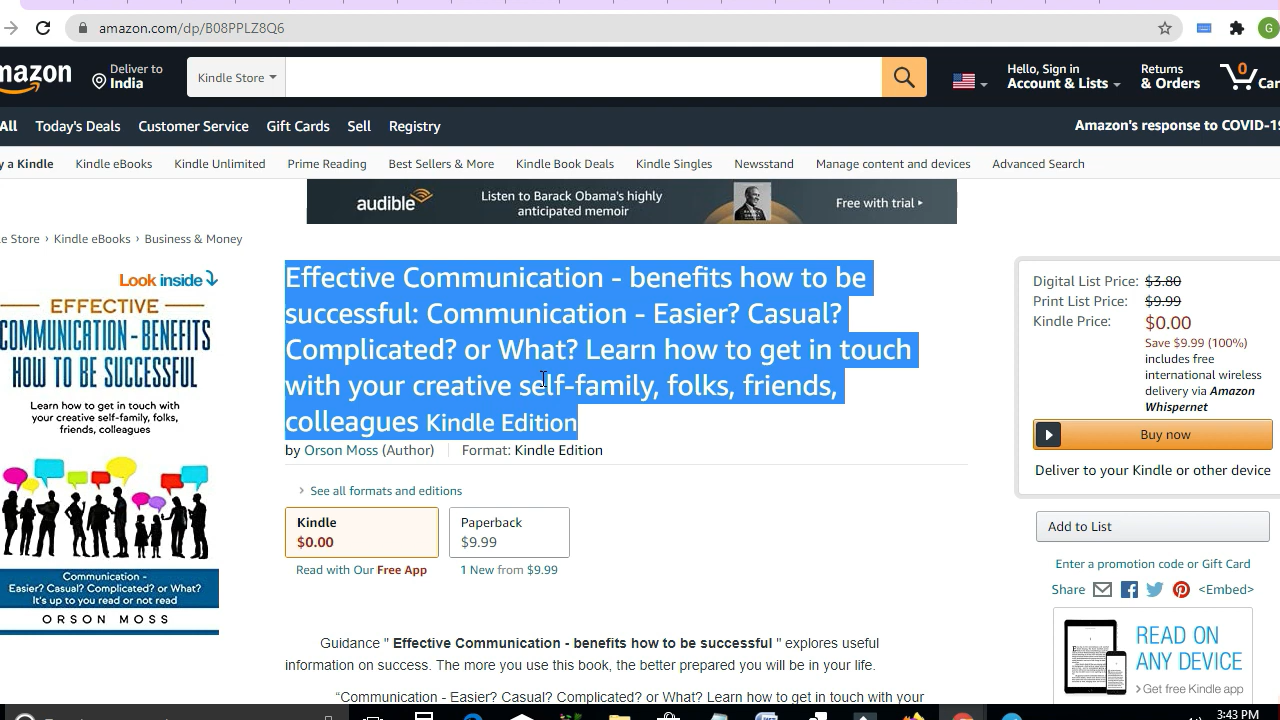 amazon.com/dp/B08PPLZ8Q6
G
mazon
Deliver to
India
Kindle Store
Hello, Sign in
Account & Lists
Returns
& Orders
0
Car
All Today's Deals Customer Service Gift Cards Sell Registry
Amazon's response to COVID-19
y a Kindle Kindle eBooks Kindle Unlimited Prime Reading Best Sellers & More Kindle Book Deals Kindle Singles Newsstand Manage content and devices Advanced Search
audible
Listen to Barack Obama's highly
anticipated memoir
Free with trial
e Store › Kindle eBooks › Business & Money
Look inside
EFFECTIVE
COMMUNICATION-BENEFITS
HOW TO BE SUCCESSFUL
Learn how to get in touch with
your creative self-family, folks,
friends, colleagues
Communication -
Easier? Casual? Complicated? or What?
It's up to you read or not read
ORSON MOSS
Effective Communication - benefits how to be
successful: Communication - Easier? Casual?
Complicated? or What? Learn how to get in touch
with your creative self-family, folks, friends,
colleagues Kindle Edition
by Orson Moss (Author) Format: Kindle Edition
› See all formats and editions
Kindle
$0.00
Paperback
$9.99
Read with Our Free App
1 New from $9.99
Guidance " Effective Communication - benefits how to be successful " explores useful
information on success. The more you use this book, the better prepared you will be in your life.
“Communication - Easier? Casual? Complicated? or What? Learn how to get in touch with your
Digital List Price: $3.80
Print List Price: $9.99
Kindle Price: $0.00
Save $9.99 (100%)
includes free
international wireless
delivery via Amazon
Whispernet
Buy now
Deliver to your Kindle or other device
Add to List
Enter a promotion code or Gift Card
Share <Embed>
READ ON
ANY DEVICE
› Get free Kindle app
3:43 PM